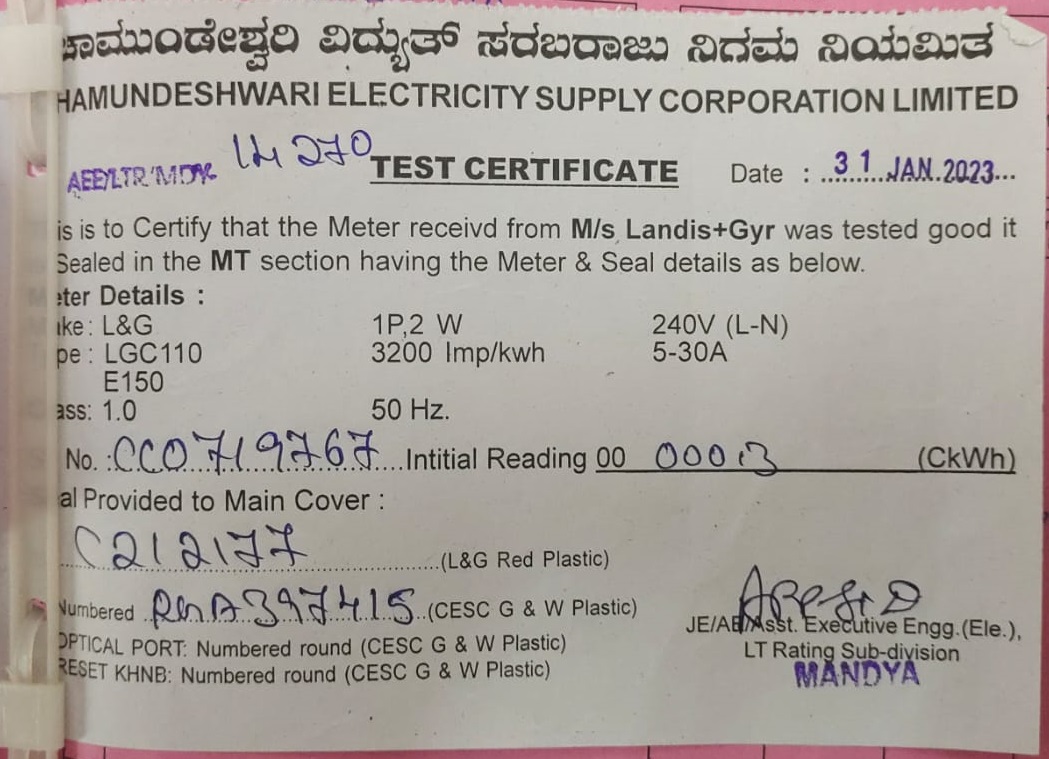 ಚಾಮುಂಡೇಶ್ವರಿ ವಿದ್ಯುತ್ ಸರಬರಾಜು ನಿಗಮ ನಿಯಮಿತ
HAMUNDESHWARI ELECTRICITY SUPPLY CORPORATION LIMITED
AEE/LTR/MDY. 14270 TEST CERTIFICATE Date : 31 JAN 2023
is is to Certify that the Meter receivd from M/s Landis+Gyr was tested good it
Sealed in the MT section having the Meter & Seal details as below.
eter Details :
ake : L&G 1P,2 W 240V (L-N)
pe : LGC110 3200 Imp/kwh 5-30A
E150
ass: 1.0 50 Hz.
No. : CC0719767 Intitial Reading 00 000 (CkWh)
al Provided to Main Cover :
C212177 (L&G Red Plastic)
Numbered 397415 (CESC G & W Plastic)
OPTICAL PORT: Numbered round (CESC G & W Plastic)
RESET KHNB: Numbered round (CESC G & W Plastic)
JE/AE/Asst. Executive Engg.(Ele.),
LT Rating Sub-division
MANDYA